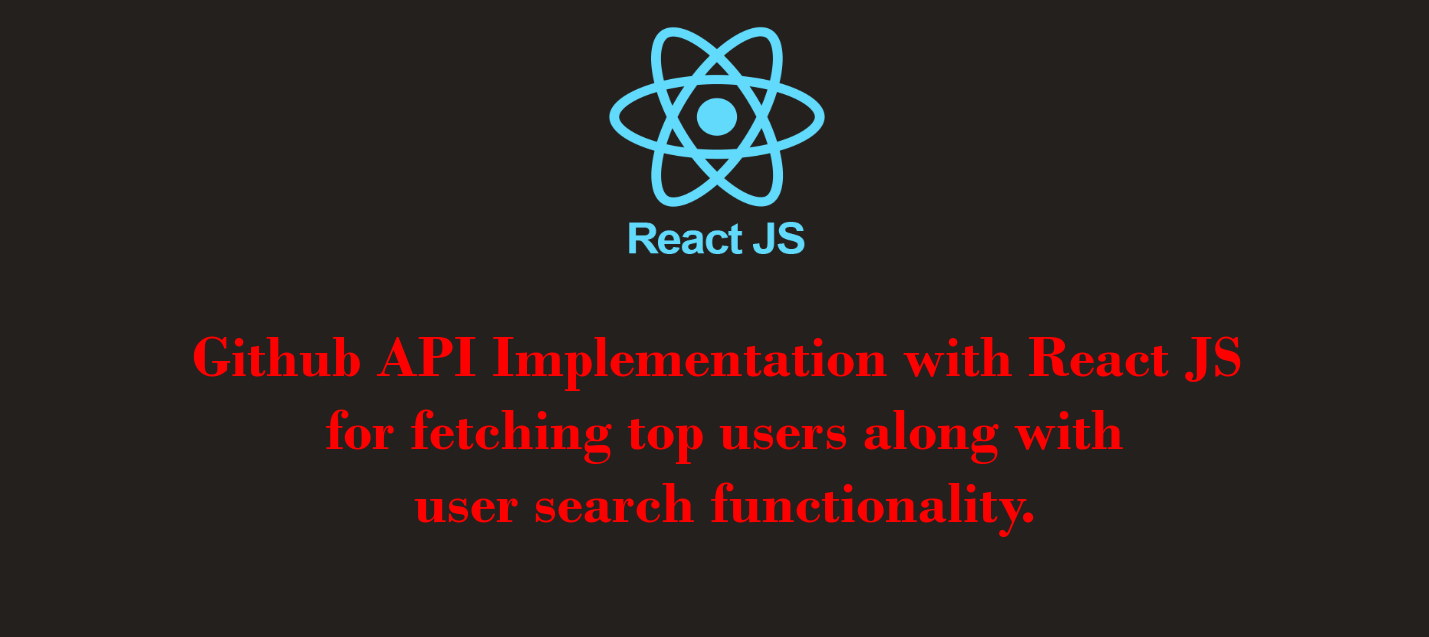 React JS
Github API Implementation with React JS
for fetching top users along with
user search functionality.